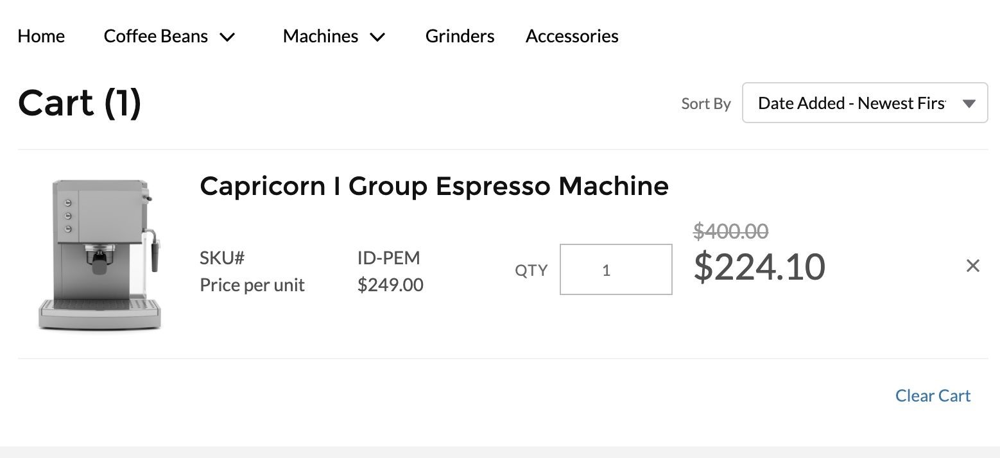 Home Coffee Beans Machines Grinders Accessories
Cart (1)
Sort By Date Added - Newest Firs
Capricorn I Group Espresso Machine
$400.00
SKU# ID-PEM
QTY 1 $224.10
Price per unit $249.00
Clear Cart